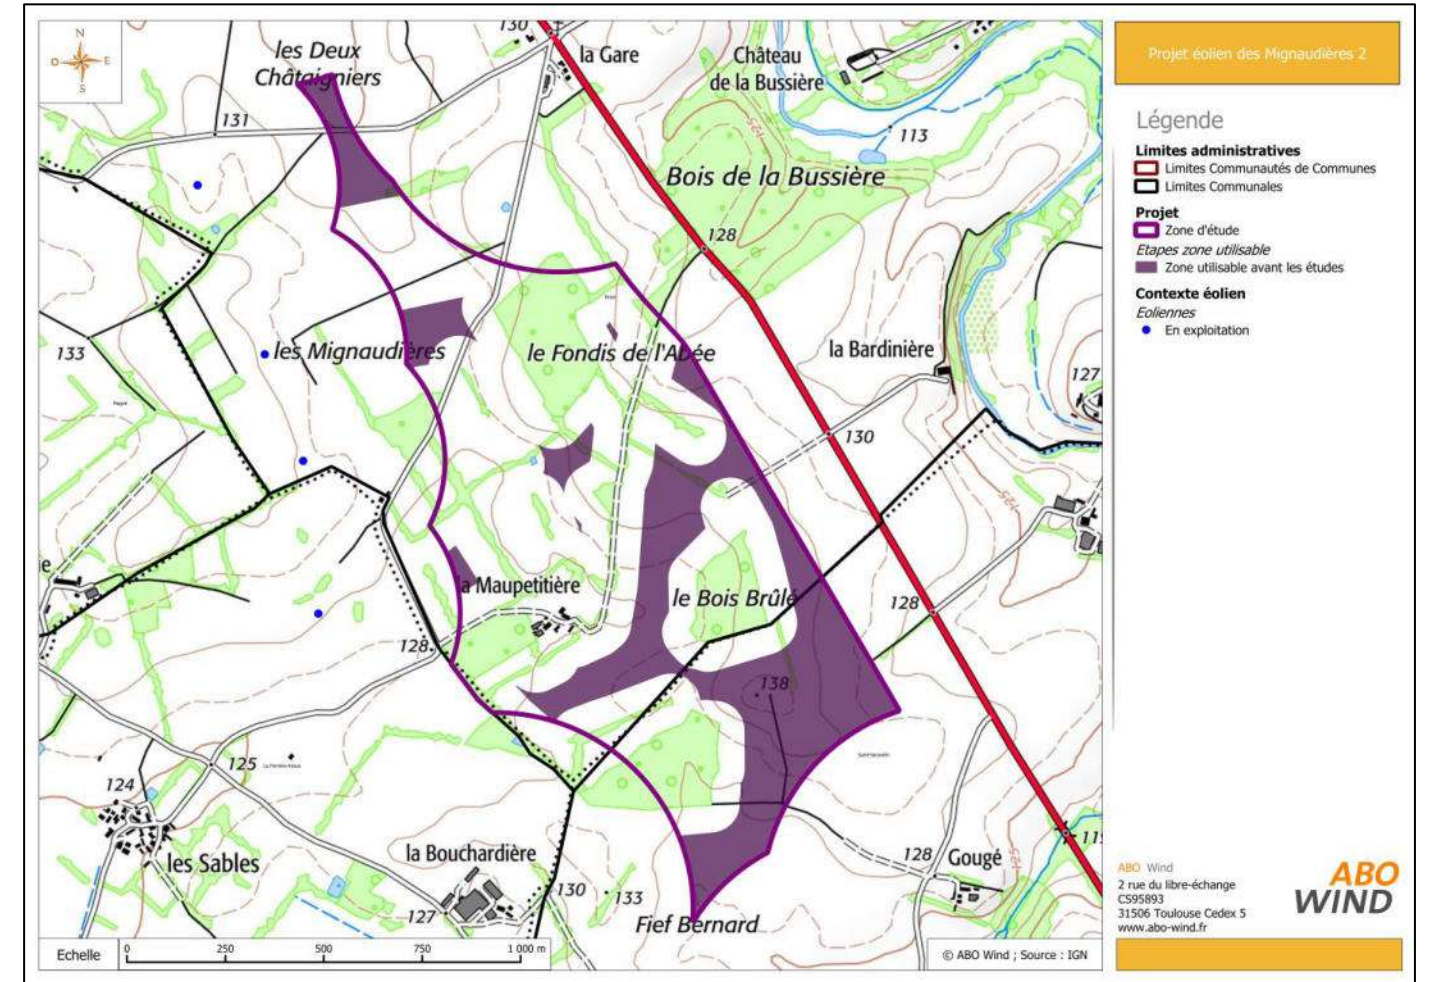 N
O
E
S
130
les Deux
Châtaigniers
la Gare
Château
de la Bussière
131
113
125
Bois de la Bussière
128
133
les Mignaudières
le Fondis de l'Abée
la Bardinière
127
130
125
la Maupetitière
le Bois Brûlé
128
128
138
125
124
les Sables
la Bouchardière
130
133
127
128
Gougé
125
Fief Bernard
Echelle
0
250
500
750
1 000 m
© ABO Wind ; Source : IGN
Projet éolien des Mignaudières 2
Légende
Limites administratives
Limites Communautés de Communes
Limites Communales
Projet
Zone d'étude
Etapes zone utilisable
Zone utilisable avant les études
Contexte éolien
Eoliennes
En exploitation
ABO Wind
2 rue du libre-échange
CS95893
31506 Toulouse Cedex 5
www.abo-wind.fr
ABO
WIND